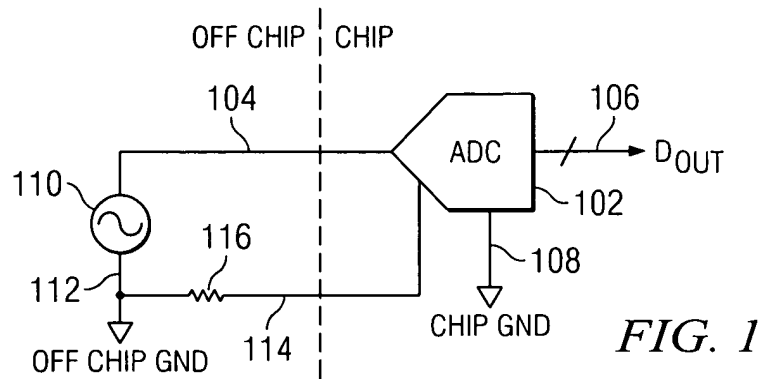 OFF CHIP CHIP
104
106
ADC
D_OUT
110
102
116
108
112
114
OFF CHIP GND
CHIP GND
FIG. 1